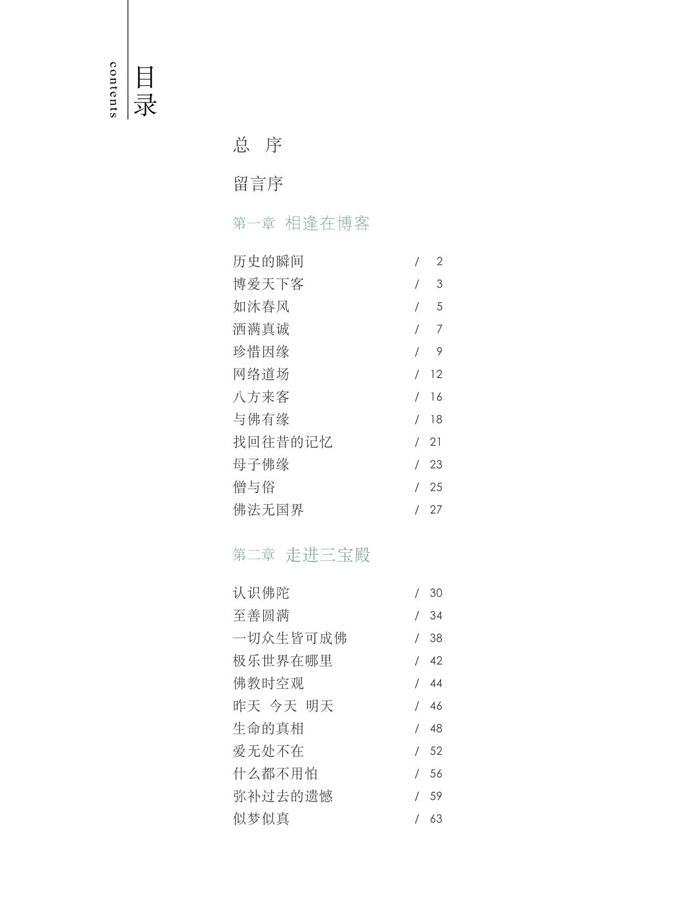 目录
contents
总 序
留言序
第一章 相逢在博客
历史的瞬间 / 2
博爱天下客 / 3
如沐春风 / 5
洒满真诚 / 7
珍惜因缘 / 9
网络道场 / 12
八方来客 / 16
与佛有缘 / 18
找回往昔的记忆 / 21
母子佛缘 / 23
僧与俗 / 25
佛法无国界 / 27
第二章 走进三宝殿
认识佛陀 / 30
至善圆满 / 34
一切众生皆可成佛 / 38
极乐世界在哪里 / 42
佛教时空观 / 44
昨天 今天 明天 / 46
生命的真相 / 48
爱无处不在 / 52
什么都不用怕 / 56
弥补过去的遗憾 / 59
似梦似真 / 63